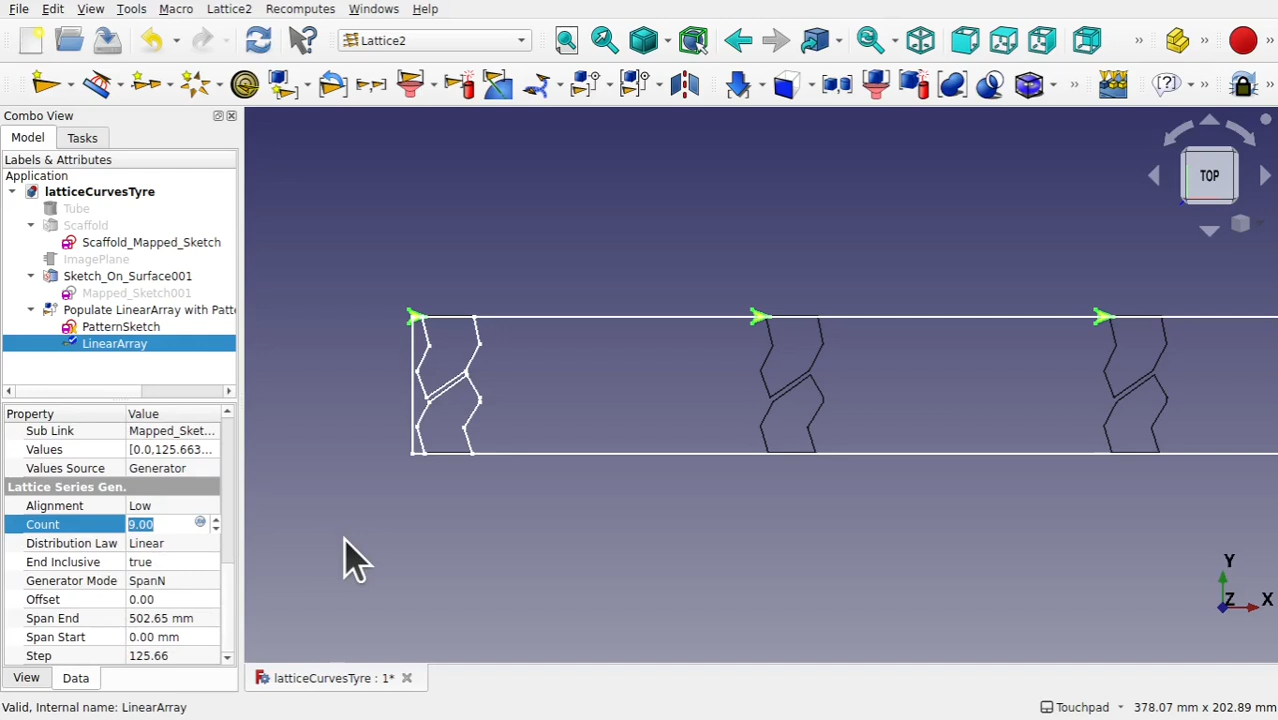 File Edit View Tools Macro Lattice2 Recomputes Windows Help
Lattice2
Combo View
Model Tasks
Labels & Attributes
Application
latticeCurvesTyre
Tube
Scaffold
Scaffold_Mapped_Sketch
ImagePlane
Sketch_On_Surface001
Mapped_Sketch001
Populate LinearArray with Patt
PatternSketch
LinearArray
Property Value
Sub Link Mapped_Sket...
Values [0.0,125.663...
Values Source Generator
Lattice Series Gen.
Alignment Low
Count 9.00
Distribution Law Linear
End Inclusive true
Generator Mode SpanN
Offset 0.00
Span End 502.65 mm
Span Start 0.00 mm
Step 125.66
View Data
TOP
Y
Z X
latticeCurvesTyre : 1*
Valid, Internal name: LinearArray
Touchpad 378.07 mm x 202.89 mm